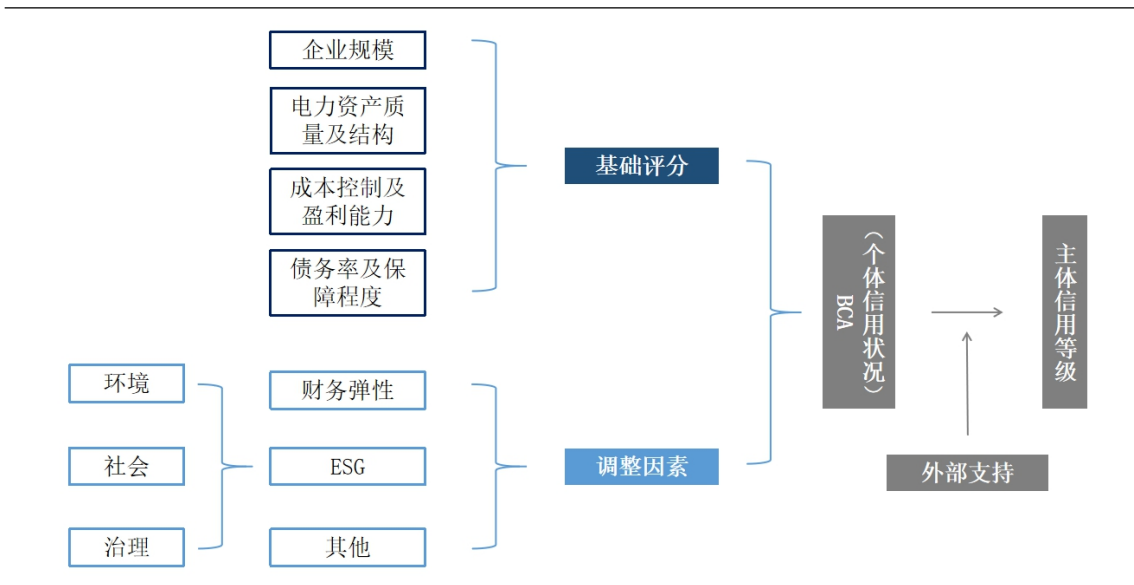 企业规模
电力资产质
量及结构
成本控制及
盈利能力
债务率及保
障程度
基础评分
环境
社会
治理
财务弹性
ESG
其他
调整因素
（个体信用状况）
BCA
主体信用等级
外部支持